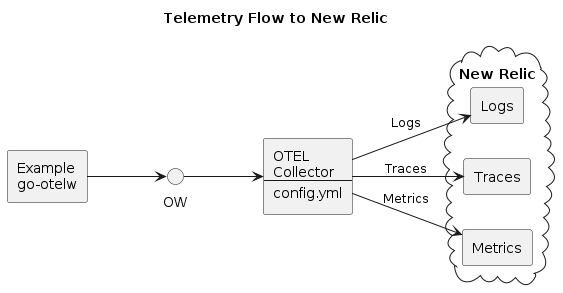 Telemetry Flow to New Relic
New Relic
Logs
Logs
Example
go-otelw
OW
OTEL
Collector
config.yml
Traces
Traces
Metrics
Metrics